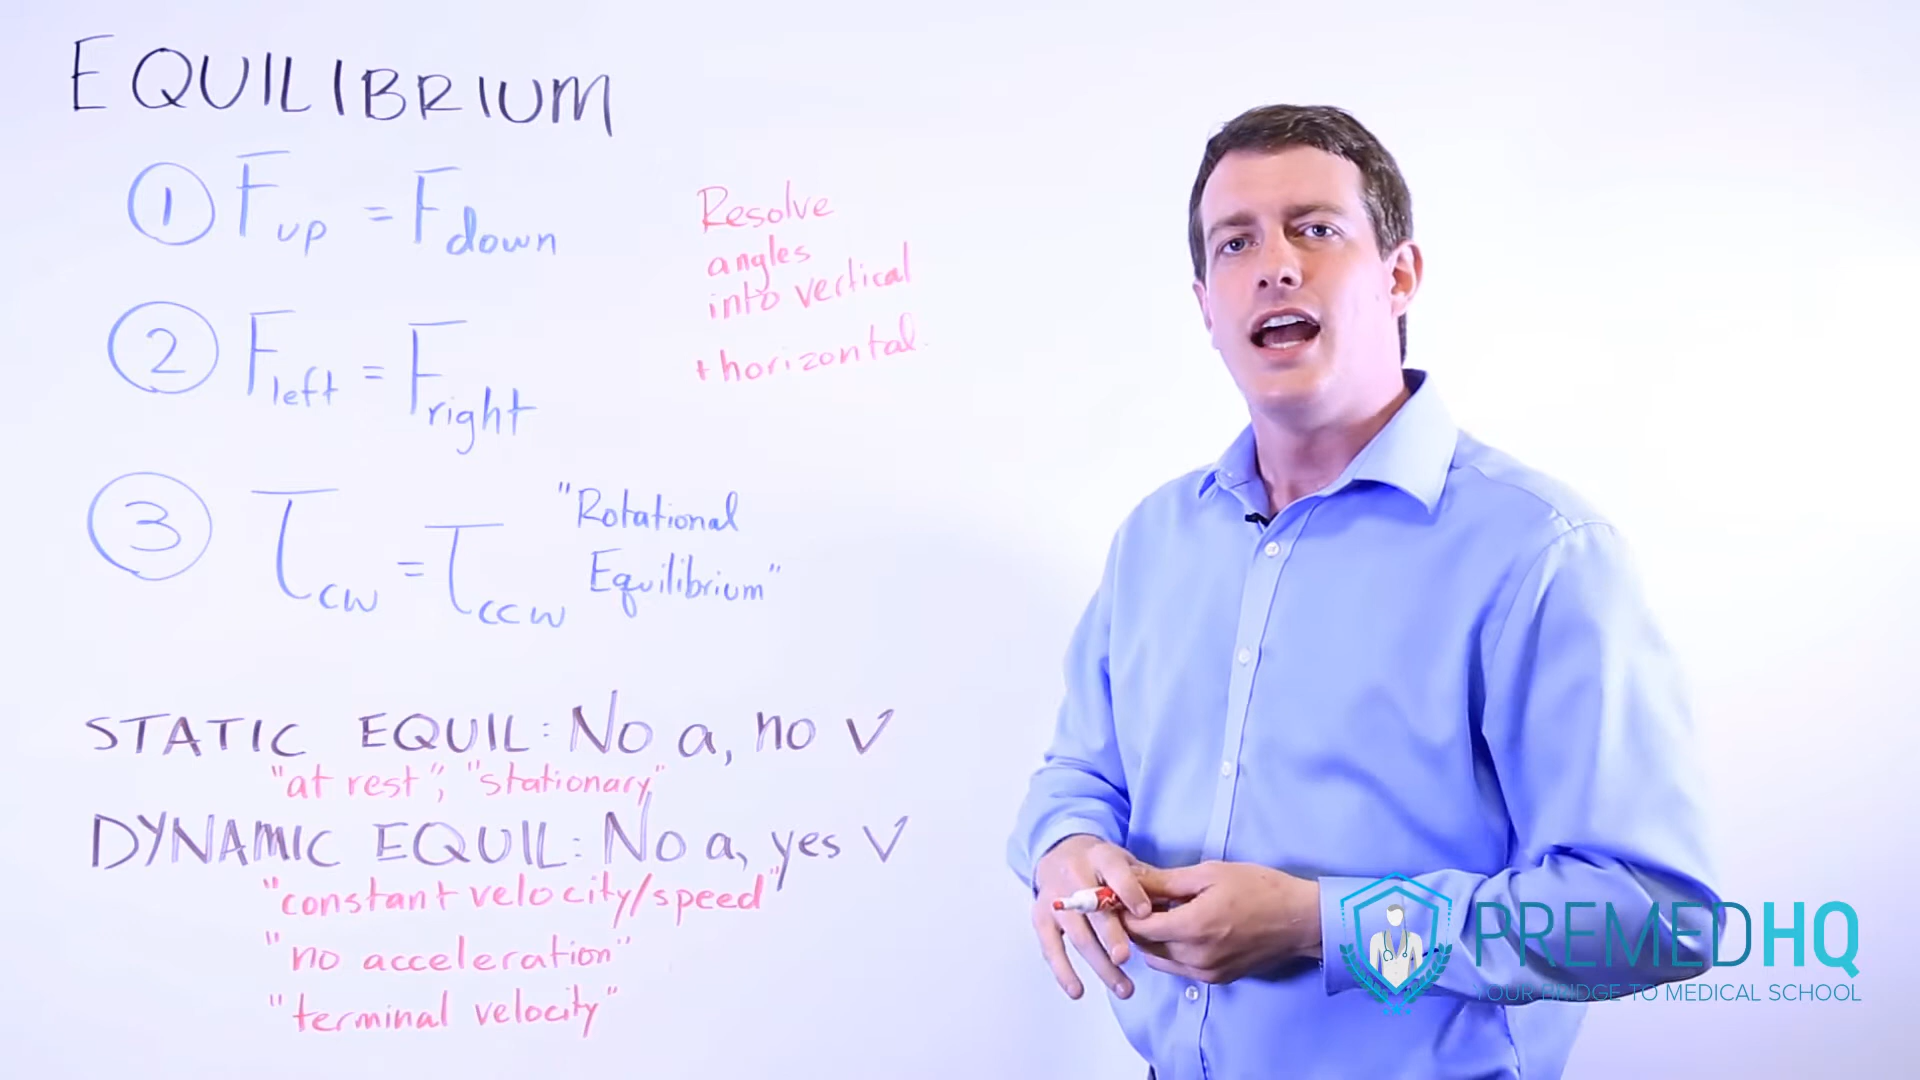 EQUILIBRIUM
① Fup = Fdown
Resolve
angles
into vertical
+ horizontal.
② Fleft = Fright
③ τcw = τccw
"Rotational
Equilibrium"
STATIC EQUIL: No a, no v
"at rest", "stationary"
DYNAMIC EQUIL: No a, yes v
"constant velocity/speed"
"no acceleration"
"terminal velocity"
PREMEDHQ
YOUR BRIDGE TO MEDICAL SCHOOL